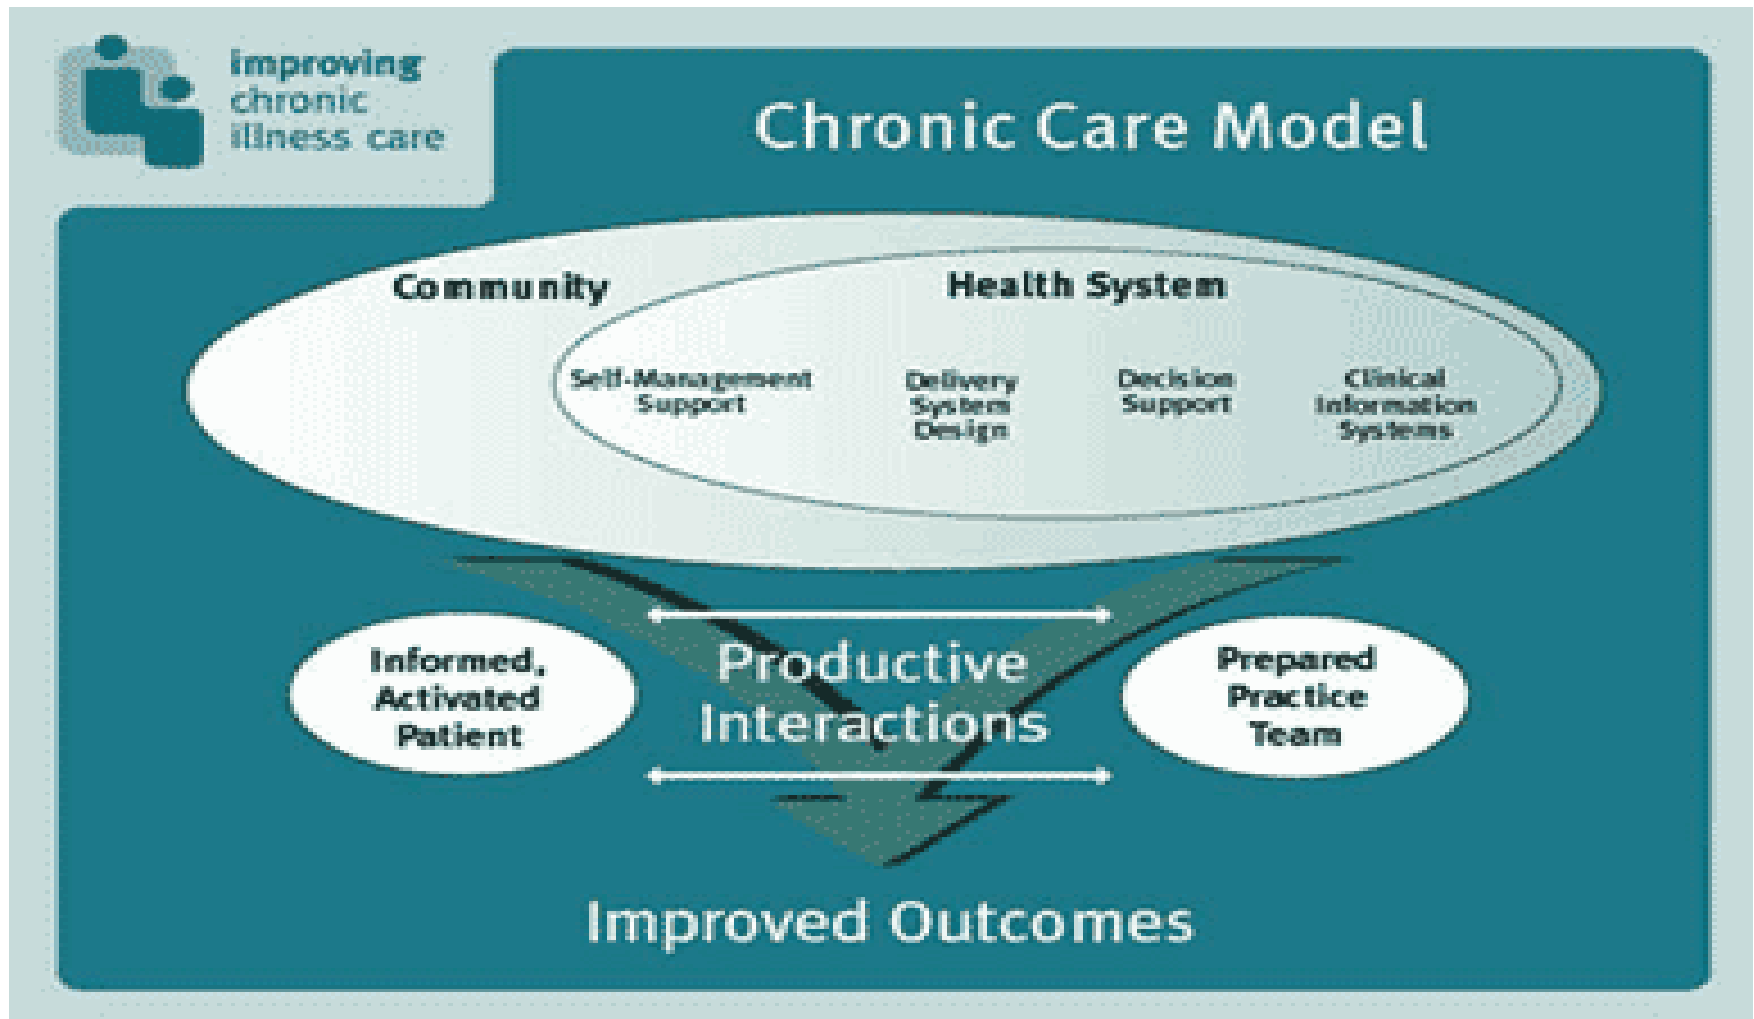 improving
chronic
illness care
Chronic Care Model
Community
Health System
Self-Management
Support
Delivery
System
Design
Decision
Support
Clinical
Information
Systems
Informed,
Activated
Patient
Productive
Interactions
Prepared
Practice
Team
Improved Outcomes